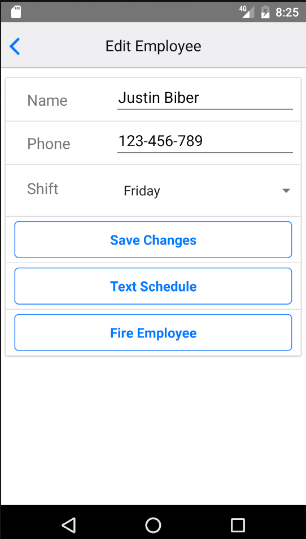 4G 8:25
Edit Employee
Name Justin Biber
Phone 123-456-789
Shift Friday
Save Changes
Text Schedule
Fire Employee